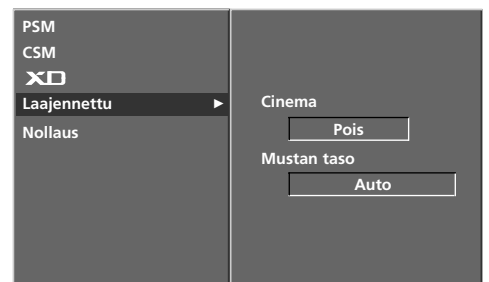 PSM
CSM
XD
Laajennettu ►
Nollaus
Cinema
Pois
Mustan taso
Auto